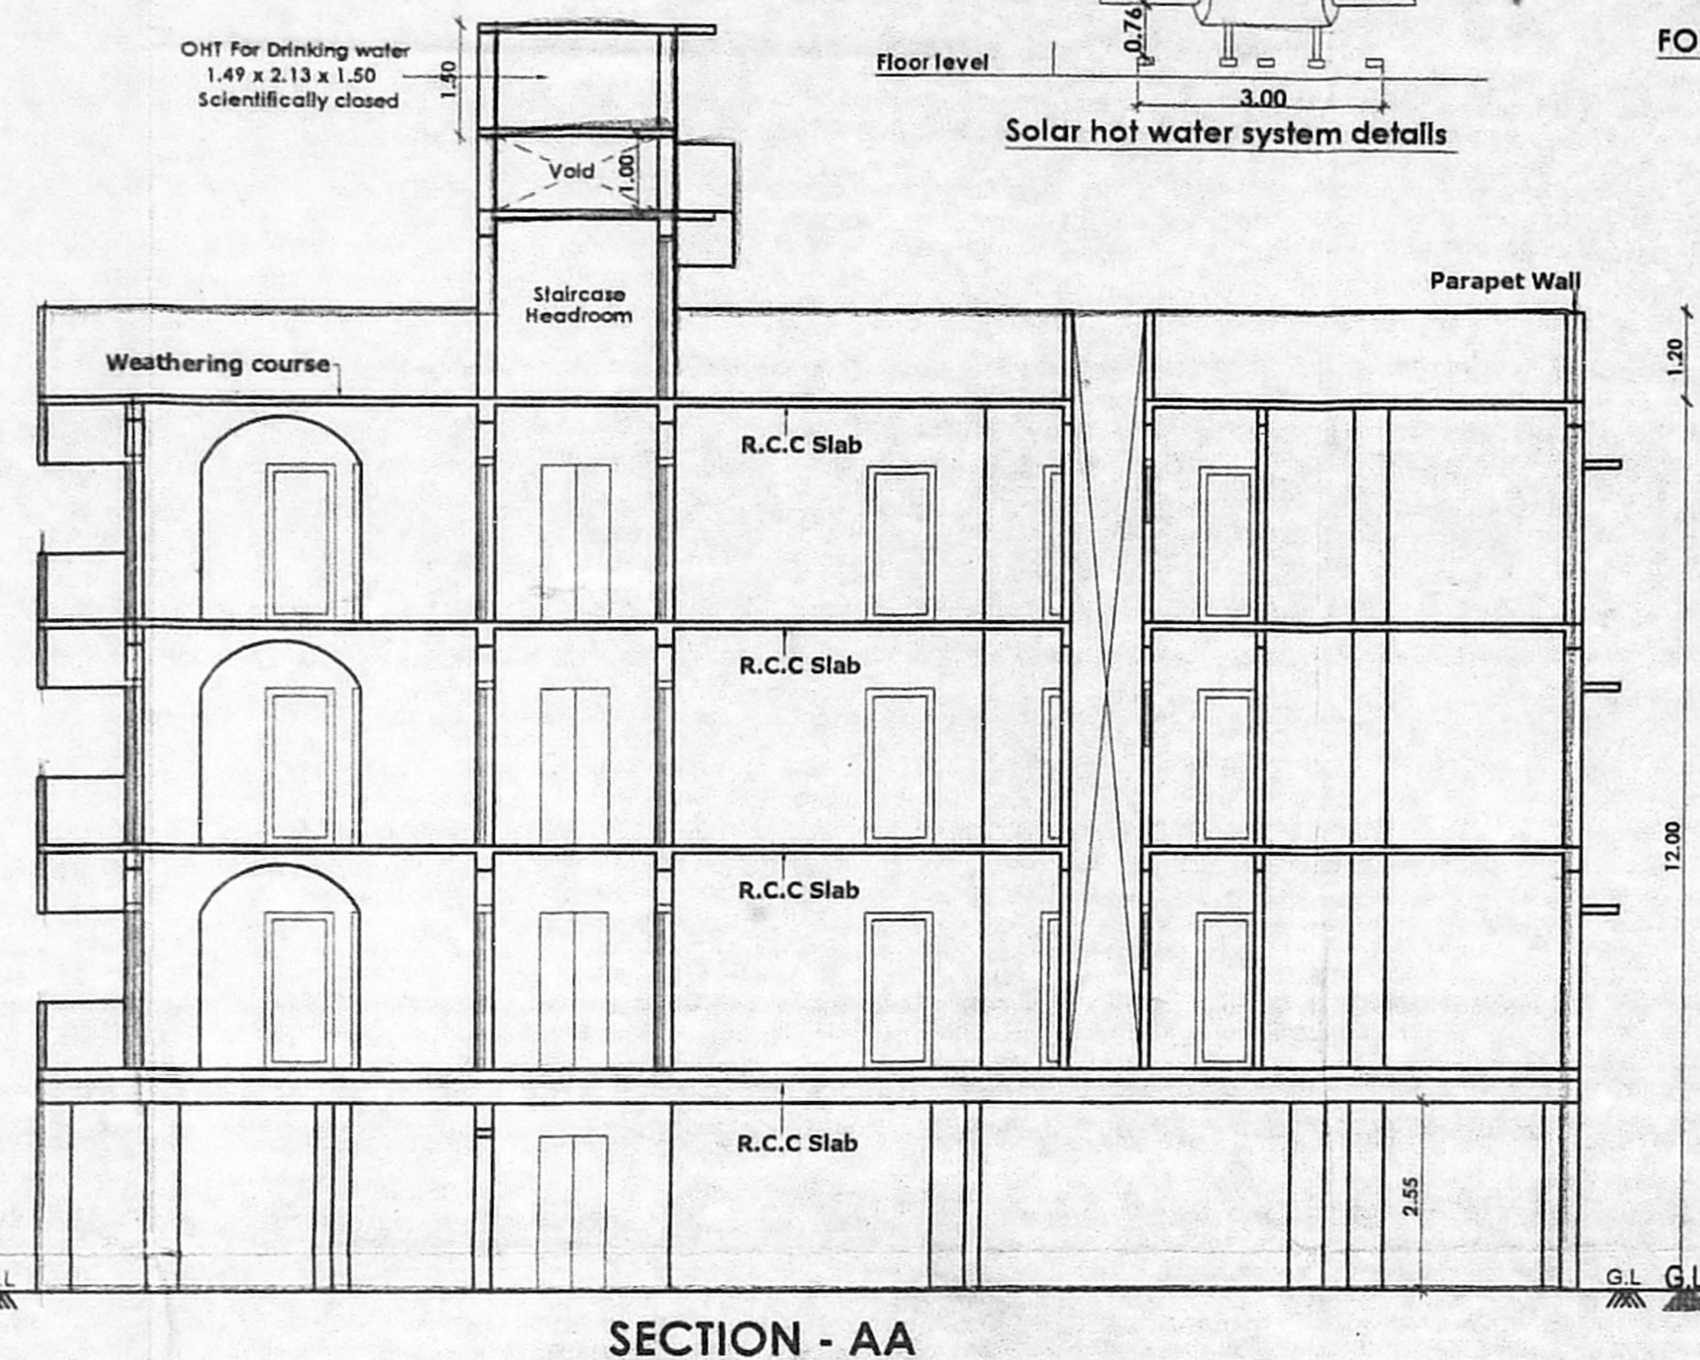 OHT For Drinking water
1.49 x 2.13 x 1.50
Scientifically closed
1.50
Void
1.00
Staircase
Headroom
Floor level
0.76
3.00
Solar hot water system details
FO
Parapet Wall
1.20
Weathering course
R.C.C Slab
R.C.C Slab
R.C.C Slab
12.00
R.C.C Slab
2.55
G.L
G.L
L
SECTION - AA